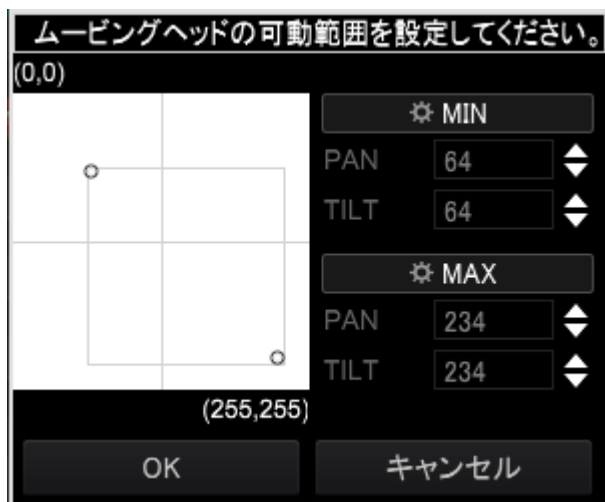 ムービングヘッドの可動範囲を設定してください。
(0,0)
MIN
PAN 64
TILT 64
MAX
PAN 234
TILT 234
(255,255)
OK キャンセル